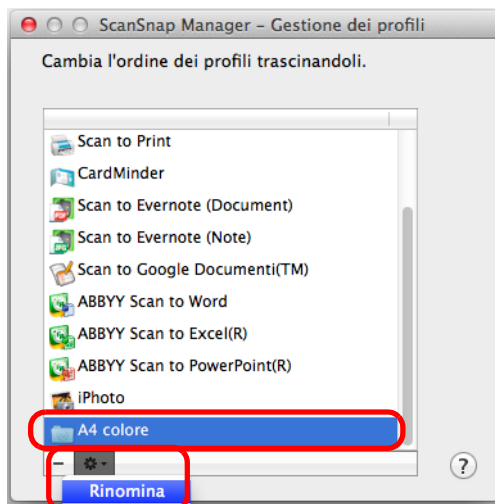 ScanSnap Manager – Gestione dei profili
Cambia l'ordine dei profili trascinandoli.
Scan to Print
CardMinder
Scan to Evernote (Document)
Scan to Evernote (Note)
Scan to Google Documenti(TM)
ABBYY Scan to Word
ABBYY Scan to Excel(R)
ABBYY Scan to PowerPoint(R)
iPhoto
A4 colore
?
Rinomina